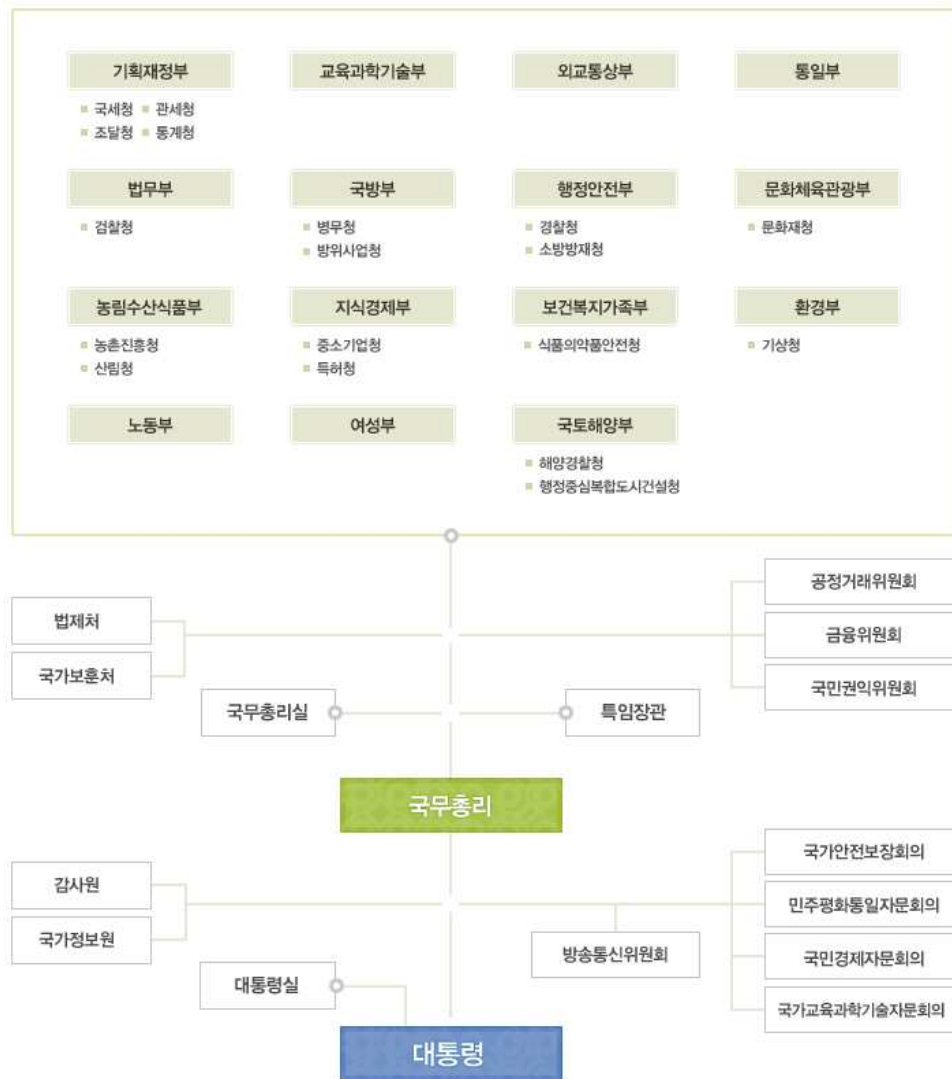 기획재정부 교육과학기술부 외교통상부 통일부
국세청 관세청
조달청 통계청
법무부 국방부 행정안전부 문화체육관광부
검찰청 병무청 경찰청 문화재청
방위사업청 소방방재청
농림수산식품부 지식경제부 보건복지가족부 환경부
농촌진흥청 중소기업청 식품의약품안전청 기상청
산림청 특허청
노동부 여성부 국토해양부
해양경찰청
행정중심복합도시건설청
공정거래위원회
법제처
금융위원회
국가보훈처
국민권익위원회
국무총리실 특임장관
국무총리
국가안전보장회의
감사원
민주평화통일자문회의
국가정보원
방송통신위원회
국민경제자문회의
대통령실
국가교육과학기술자문회의
대통령